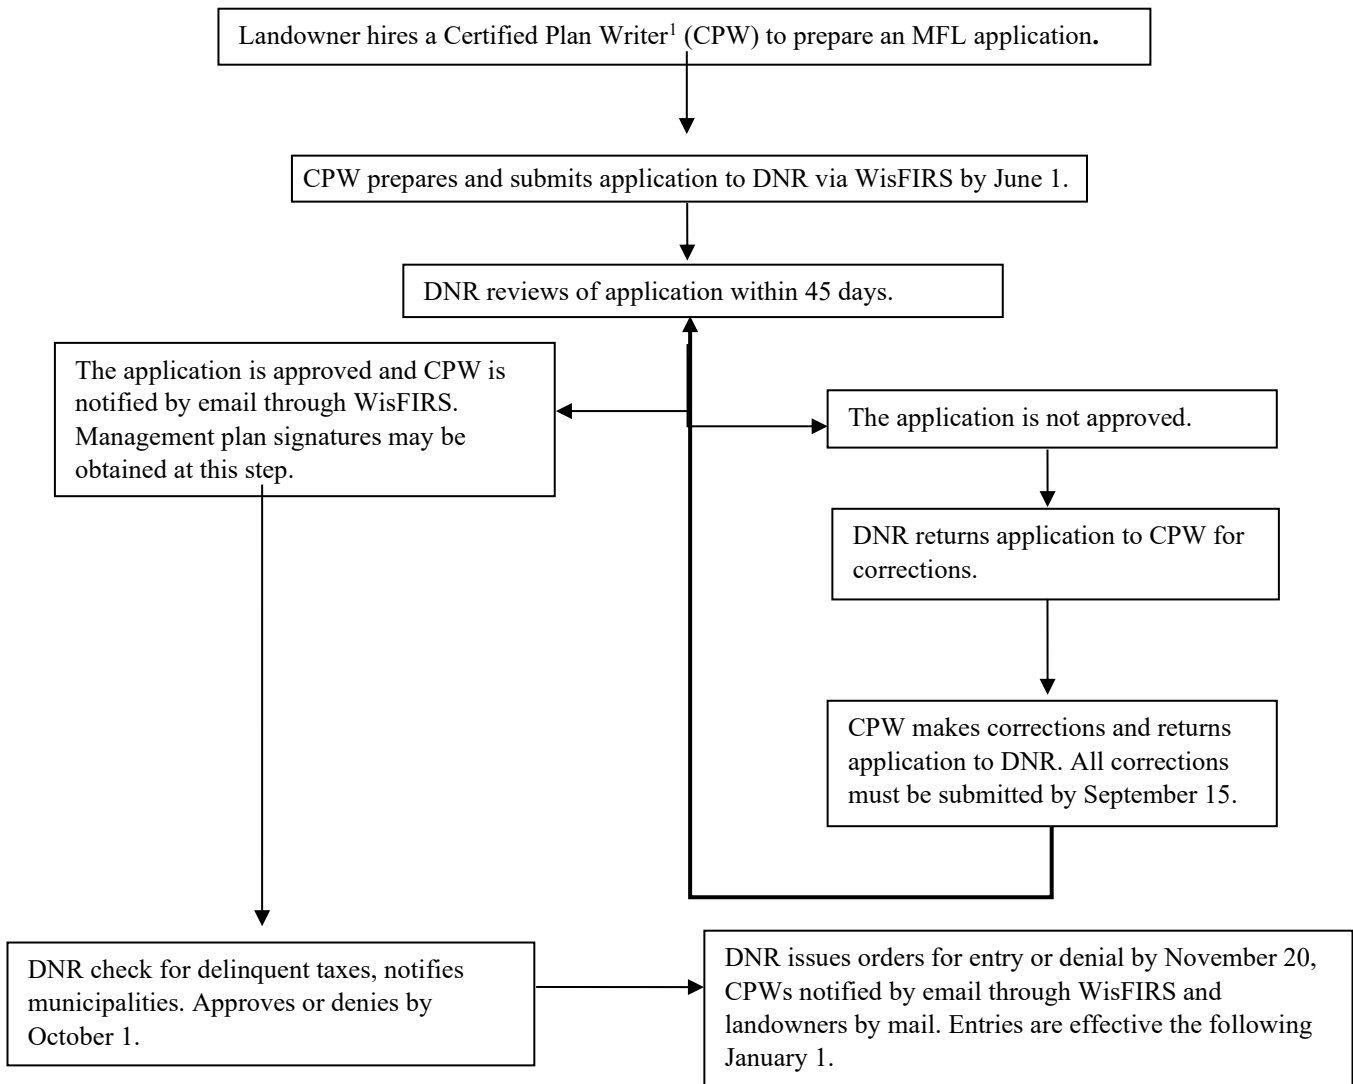 Landowner hires a Certified Plan Writer¹ (CPW) to prepare an MFL application.
CPW prepares and submits application to DNR via WisFIRS by June 1.
DNR reviews of application within 45 days.
The application is approved and CPW is
notified by email through WisFIRS.
Management plan signatures may be
obtained at this step.
The application is not approved.
DNR returns application to CPW for
corrections.
CPW makes corrections and returns
application to DNR. All corrections
must be submitted by September 15.
DNR check for delinquent taxes, notifies
municipalities. Approves or denies by
October 1.
DNR issues orders for entry or denial by November 20,
CPWs notified by email through WisFIRS and
landowners by mail. Entries are effective the following
January 1.